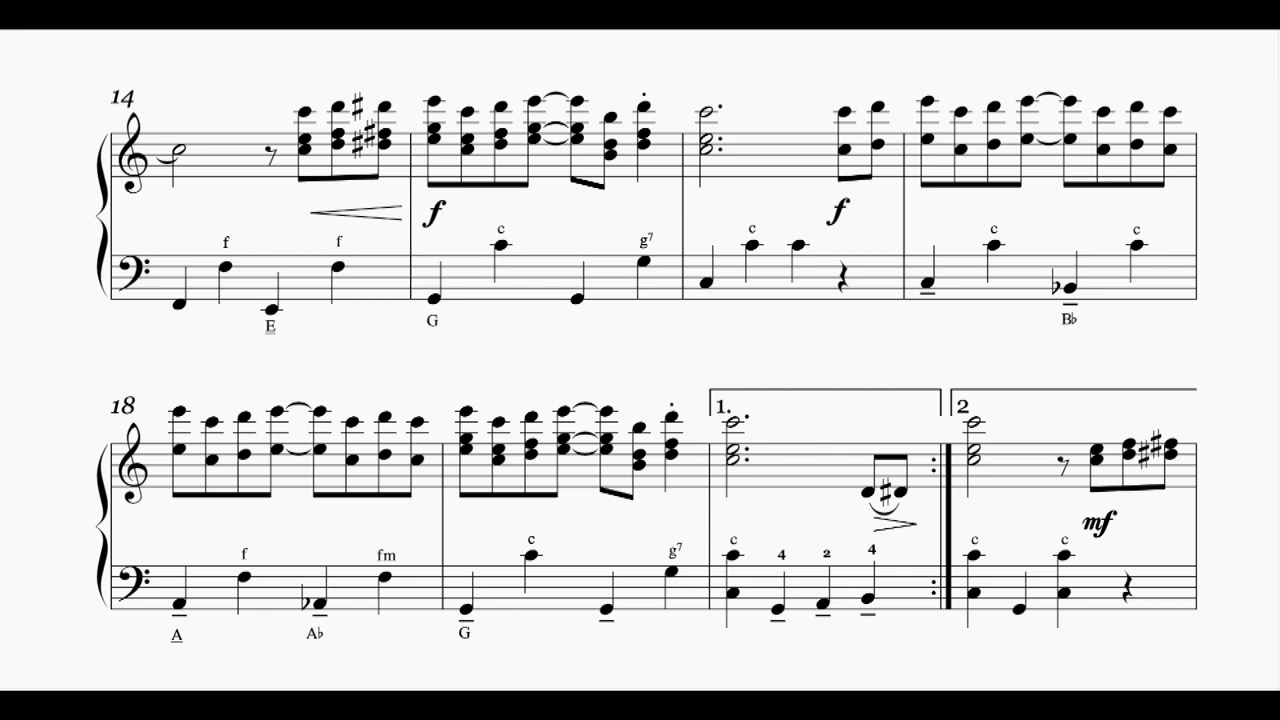 14
f f
E
f
c g7
G
c
f
c c
B♭
18
f fm
A A♭
c g7
G
1.
c 4 2 4
2
mf
c c